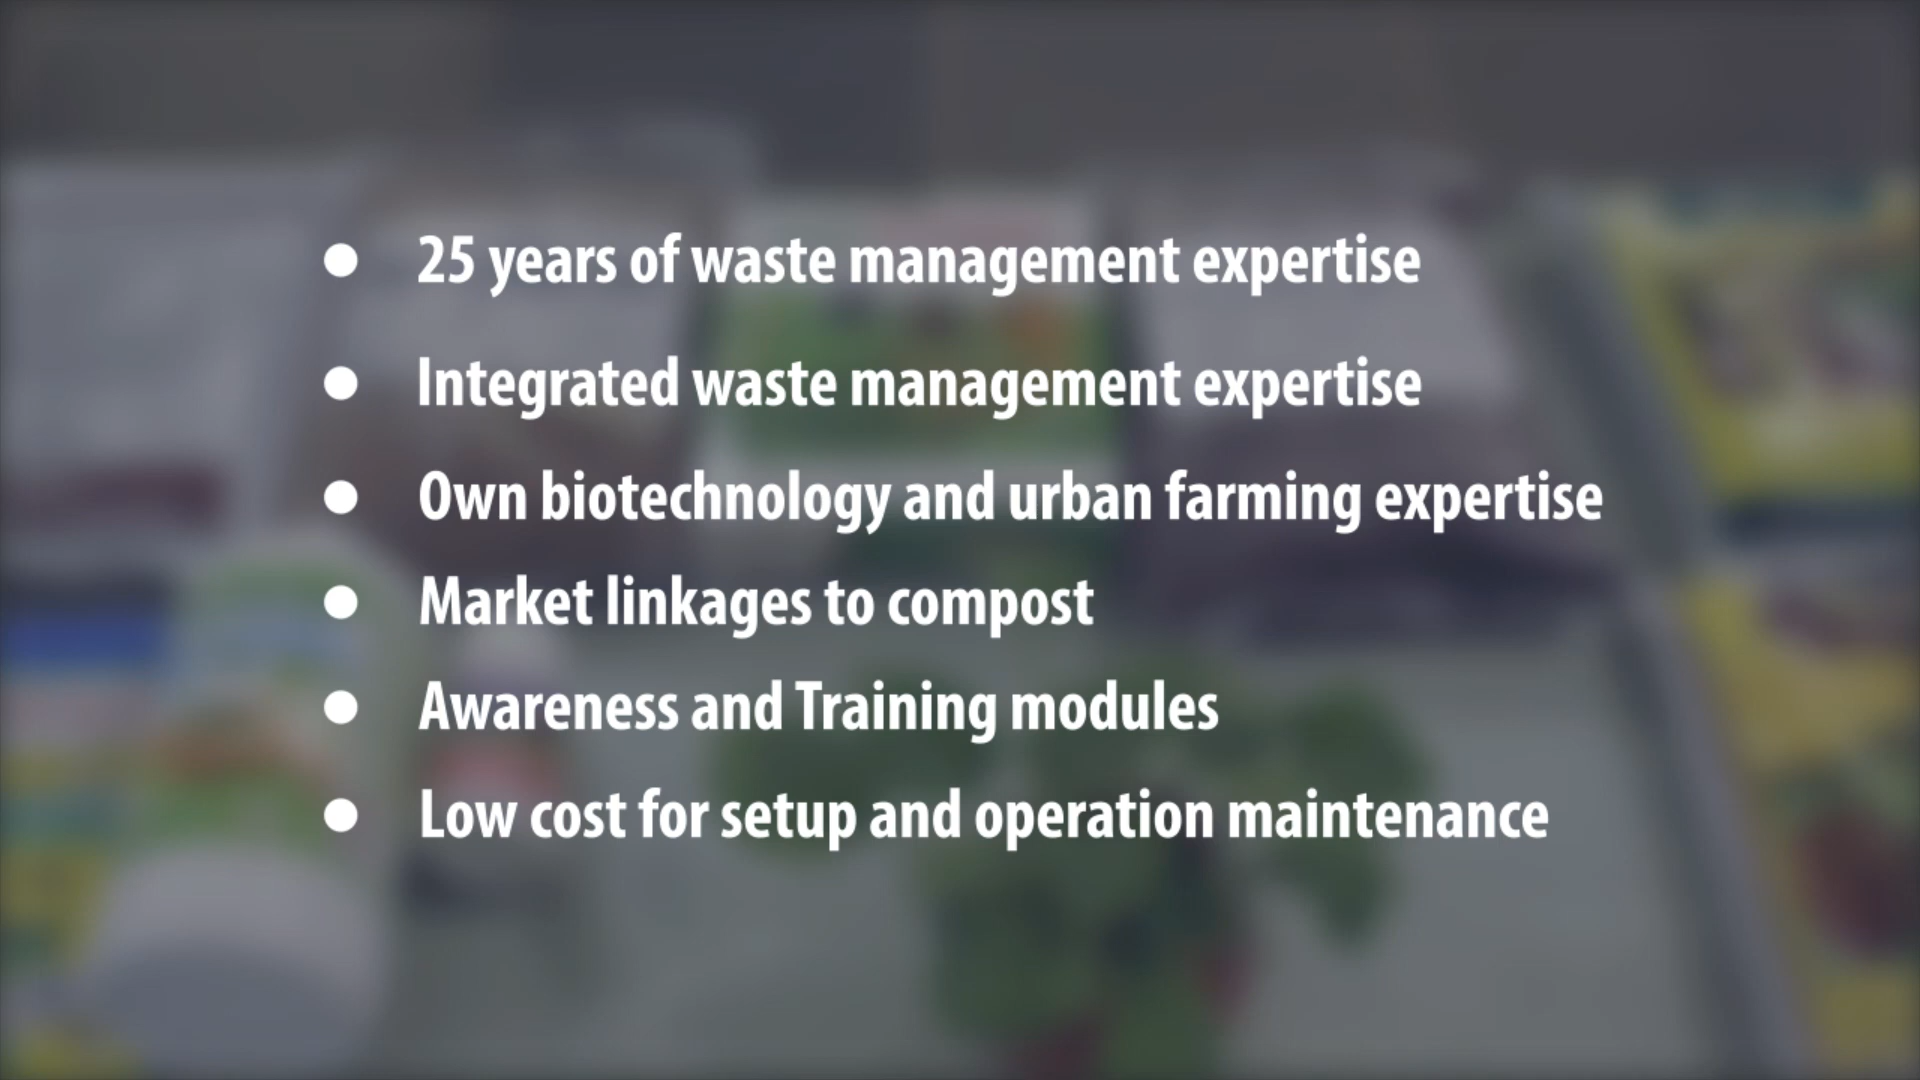 ● 25 years of waste management expertise
● Integrated waste management expertise
● Own biotechnology and urban farming expertise
● Market linkages to compost
● Awareness and Training modules
● Low cost for setup and operation maintenance